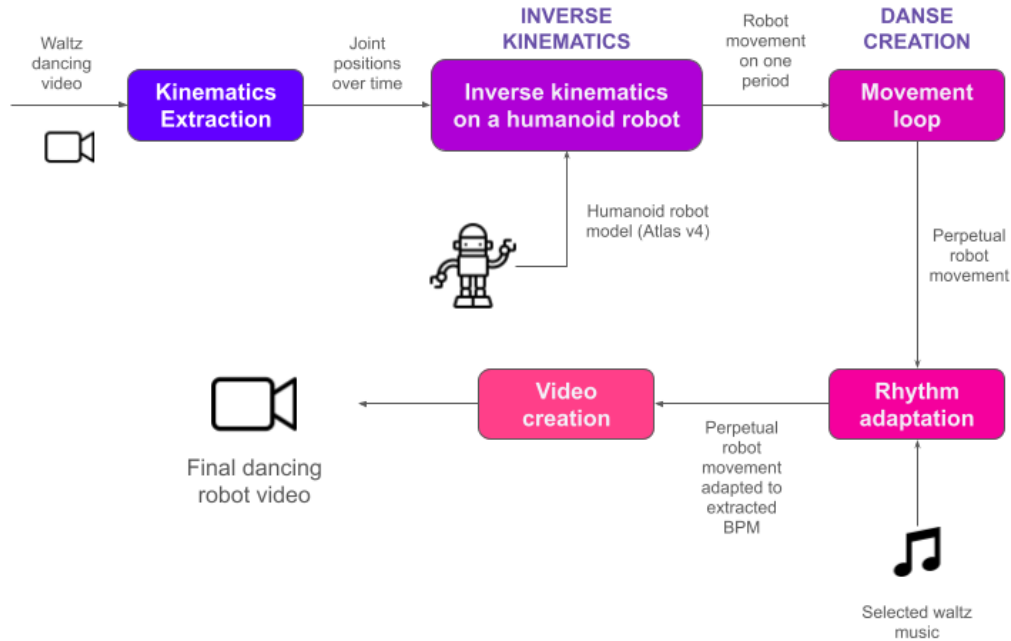 INVERSE
KINEMATICS
DANSE
CREATION
Waltz
dancing
video
Kinematics
Extraction
Joint
positions
over time
Inverse kinematics
on a humanoid robot
Robot
movement
on one
period
Movement
loop
Humanoid robot
model (Atlas v4)
Perpetual
robot
movement
Rhythm
adaptation
Selected waltz
music
Perpetual
robot
movement
adapted to
extracted
BPM
Video
creation
Final dancing
robot video